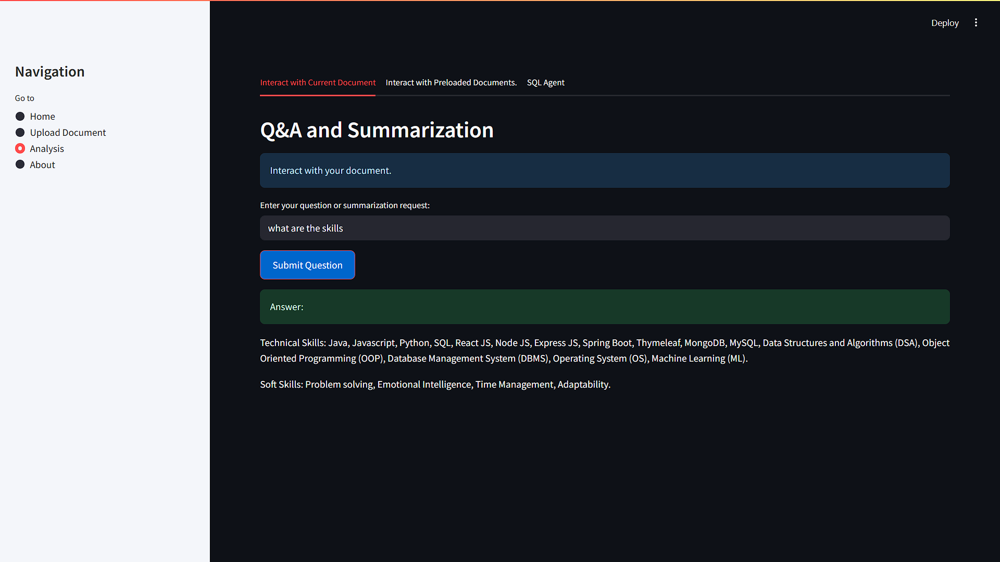 Deploy
Navigation
Go to
Home
Upload Document
Analysis
About
Interact with Current Document
Interact with Preloaded Documents.
SQL Agent
Q&A and Summarization
Interact with your document.
Enter your question or summarization request:
what are the skills
Submit Question
Answer:
Technical Skills: Java, Javascript, Python, SQL, React JS, Node JS, Express JS, Spring Boot, Thymeleaf, MongoDB, MySQL, Data Structures and Algorithms (DSA), Object
Oriented Programming (OOP), Database Management System (DBMS), Operating System (OS), Machine Learning (ML).
Soft Skills: Problem solving, Emotional Intelligence, Time Management, Adaptability.